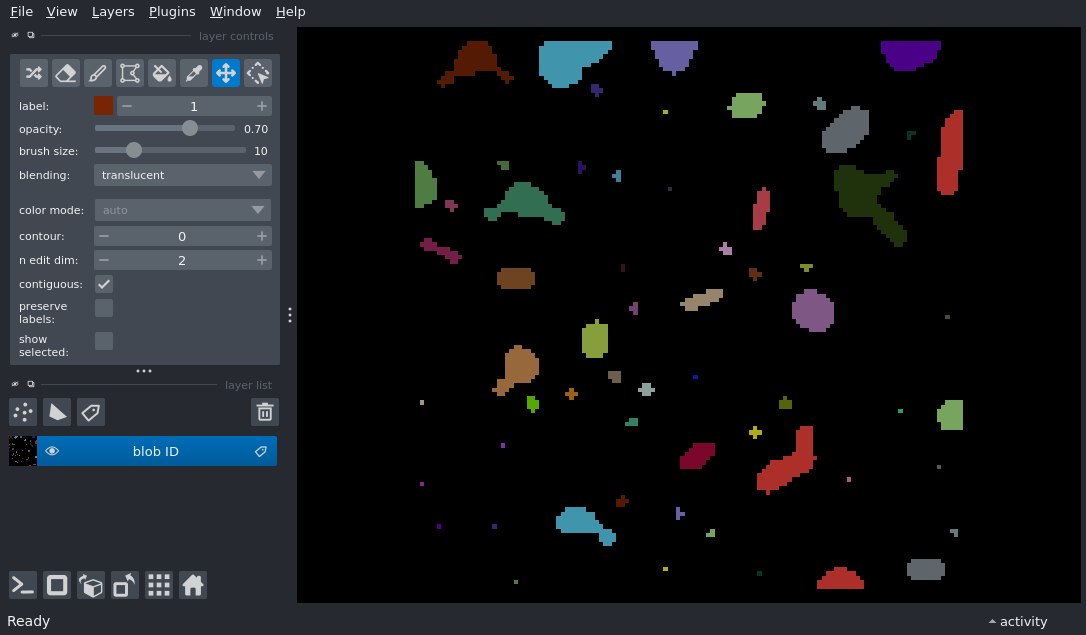 File View Layers Plugins Window Help
layer controls
label: 1
opacity: 0.70
brush size: 10
blending: translucent
color mode: auto
contour: 0
n edit dim: 2
contiguous:
preserve
labels:
show
selected:
layer list
blob ID
Ready
activity